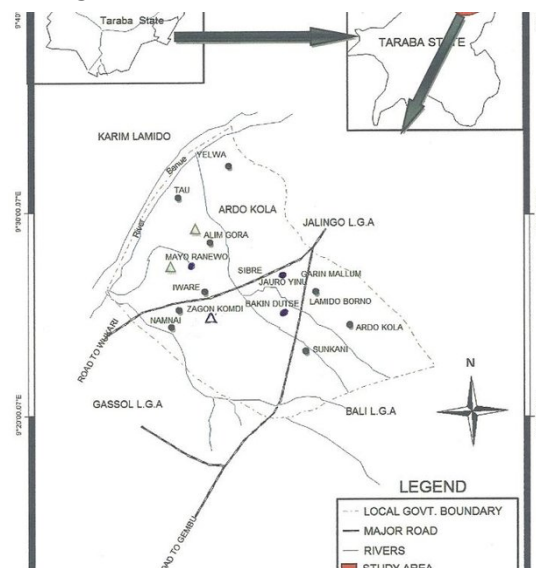 9°40'
Taraba State
TARABA STATE
KARIM LAMIDO
YELWA
River Benue
TAU
ARDO KOLA
9°30'00.07"E
JALINGO L.G.A
ALIM GORA
MAYO RANEWO
SIBRE
GARIN MALLUM
JAURO YINU
IWARE
LAMIDO BORNO
ZAGON KOMDI
BAKIN DUTSE
NAMNAI
ARDO KOLA
SUNKANI
ROAD TO WUKARI
N
GASSOL L.G.A
BALI L.G.A
9°20'00.07"E
LEGEND
LOCAL GOVT. BOUNDARY
MAJOR ROAD
RIVERS
STUDY AREA
ROAD TO GEMBU